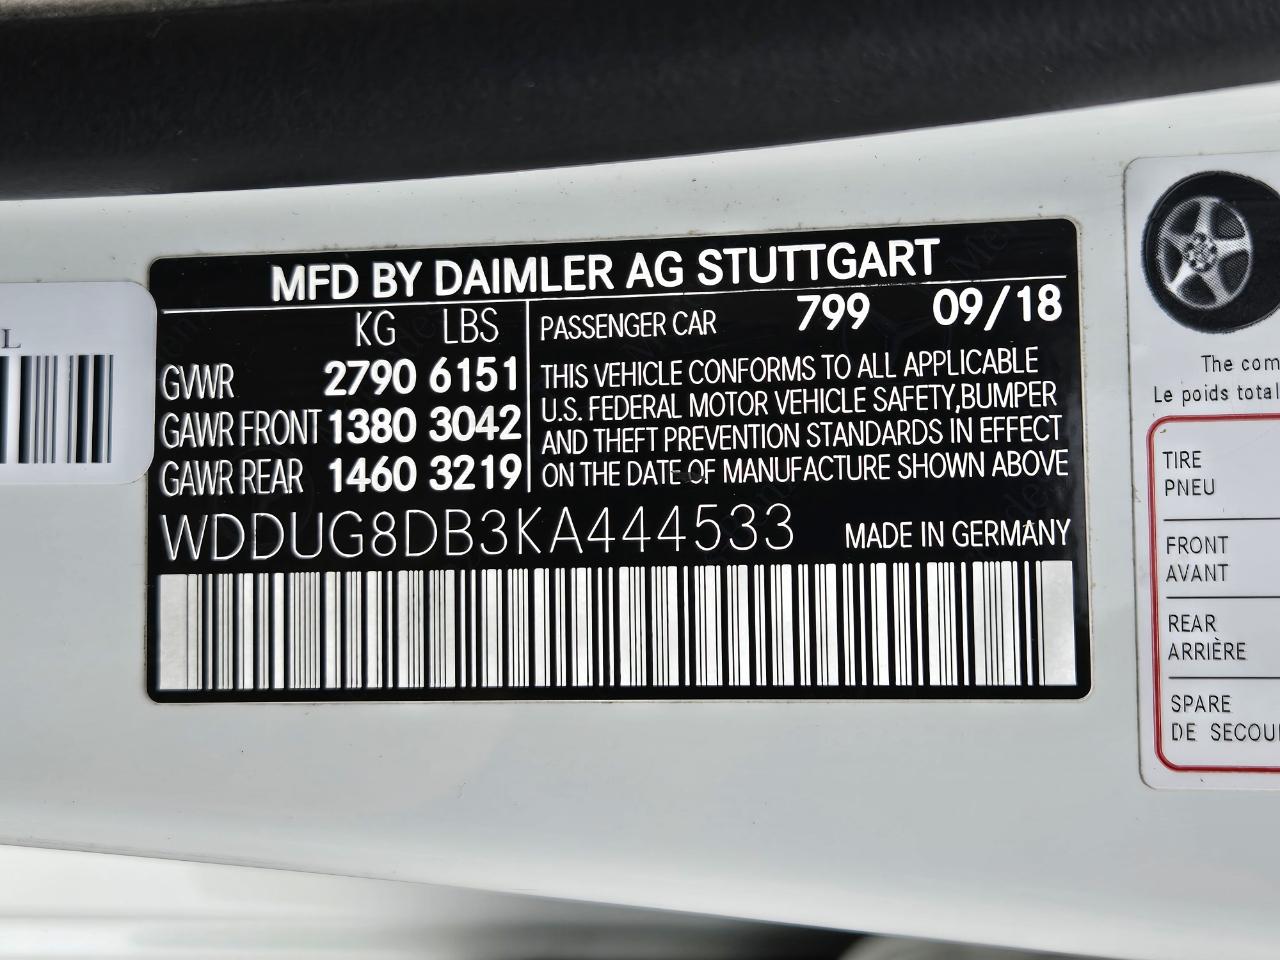 MFD BY DAIMLER AG STUTTGART
KG LBS
GVWR 2790 6151
GAWR FRONT 1380 3042
GAWR REAR 1460 3219
PASSENGER CAR 799 09/18
THIS VEHICLE CONFORMS TO ALL APPLICABLE
U.S. FEDERAL MOTOR VEHICLE SAFETY,BUMPER
AND THEFT PREVENTION STANDARDS IN EFFECT
ON THE DATE OF MANUFACTURE SHOWN ABOVE
WDDUG8DB3KA444533 MADE IN GERMANY
L
The com
Le poids total
TIRE
PNEU
FRONT
AVANT
REAR
ARRIÈRE
SPARE
DE SECOU